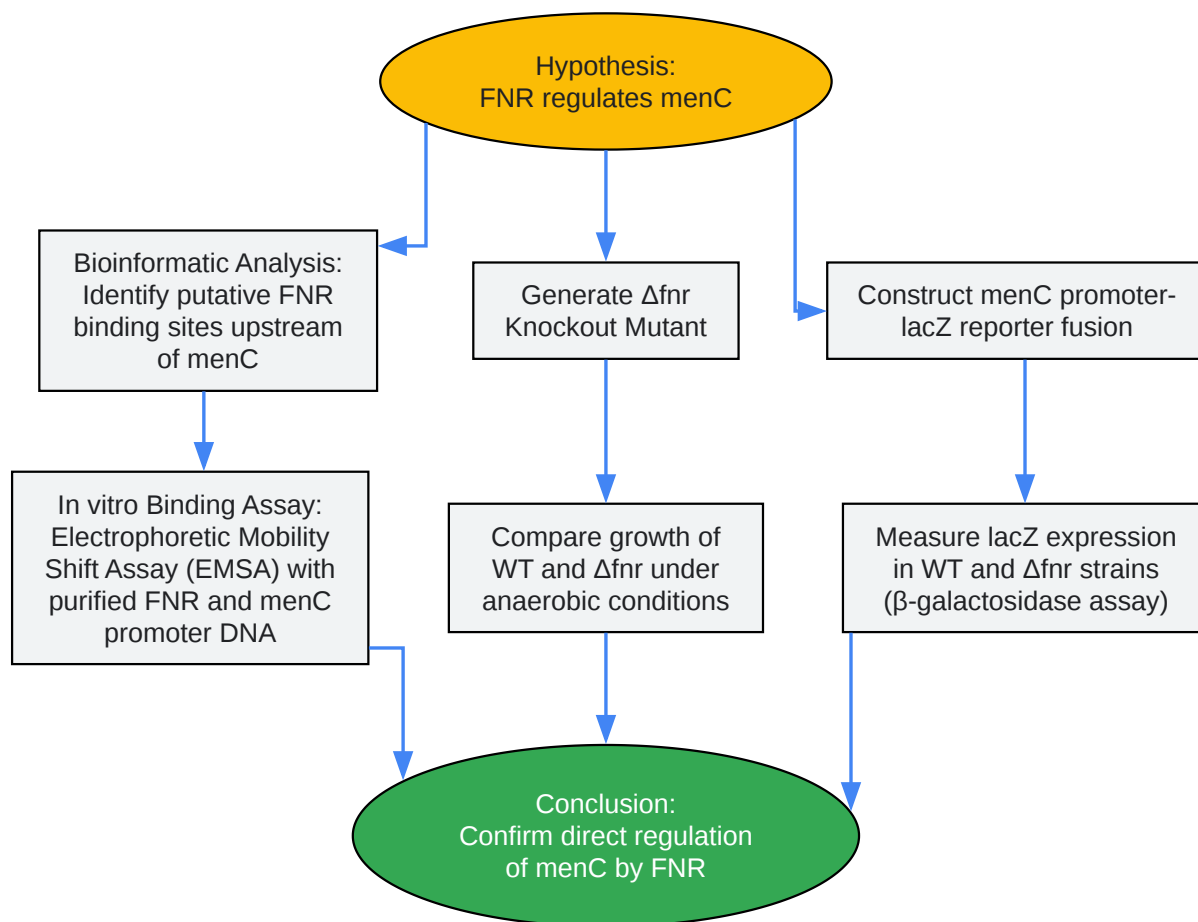 Hypothesis:
FNR regulates menC
Bioinformatic Analysis:
Identify putative FNR
binding sites upstream
of menC
Generate Δfnr
Knockout Mutant
Construct menC promoter-
lacZ reporter fusion
In vitro Binding Assay:
Electrophoretic Mobility
Shift Assay (EMSA) with
purified FNR and menC
promoter DNA
Compare growth of
WT and Δfnr under
anaerobic conditions
Measure lacZ expression
in WT and Δfnr strains
(β-galactosidase assay)
Conclusion:
Confirm direct regulation
of menC by FNR